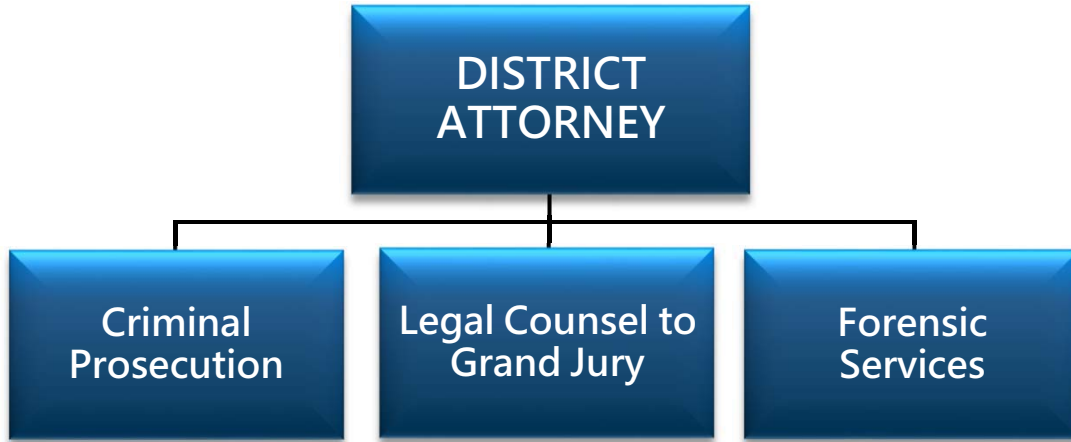 DISTRICT
ATTORNEY
Criminal
Prosecution
Legal Counsel to
Grand Jury
Forensic
Services